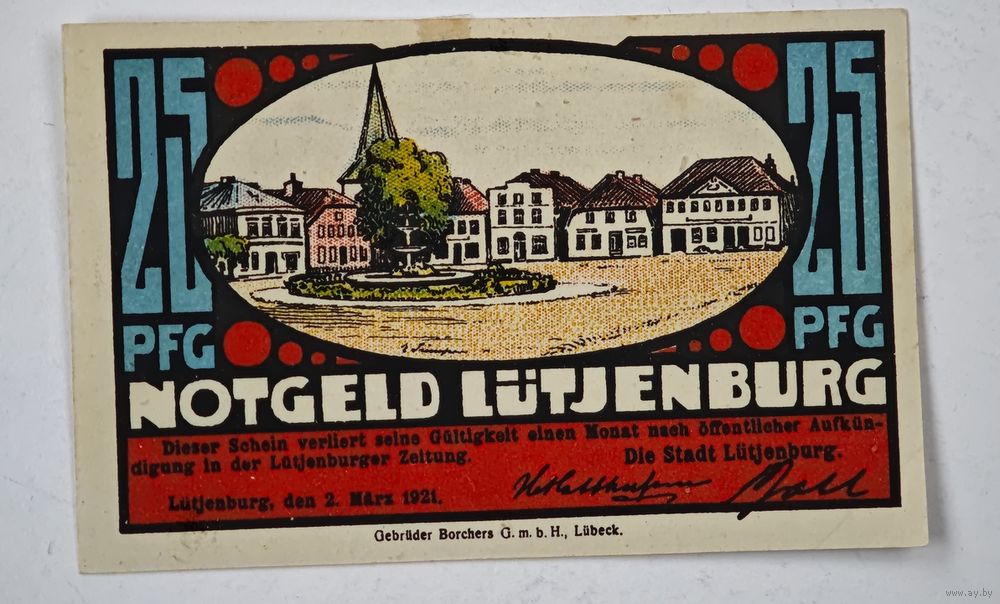 25 25
PFG PFG
NOTGELD LÜTJENBURG
Dieser Schein verliert seine Gültigkeit einen Monat nach öffentlicher Aufkün-
digung in der Lütjenburger Zeitung. Die Stadt Lütjenburg.
Lütjenburg, den 2. März 1921.
Gebrüder Borchers G. m. b. H., Lübeck.
www.ay.by